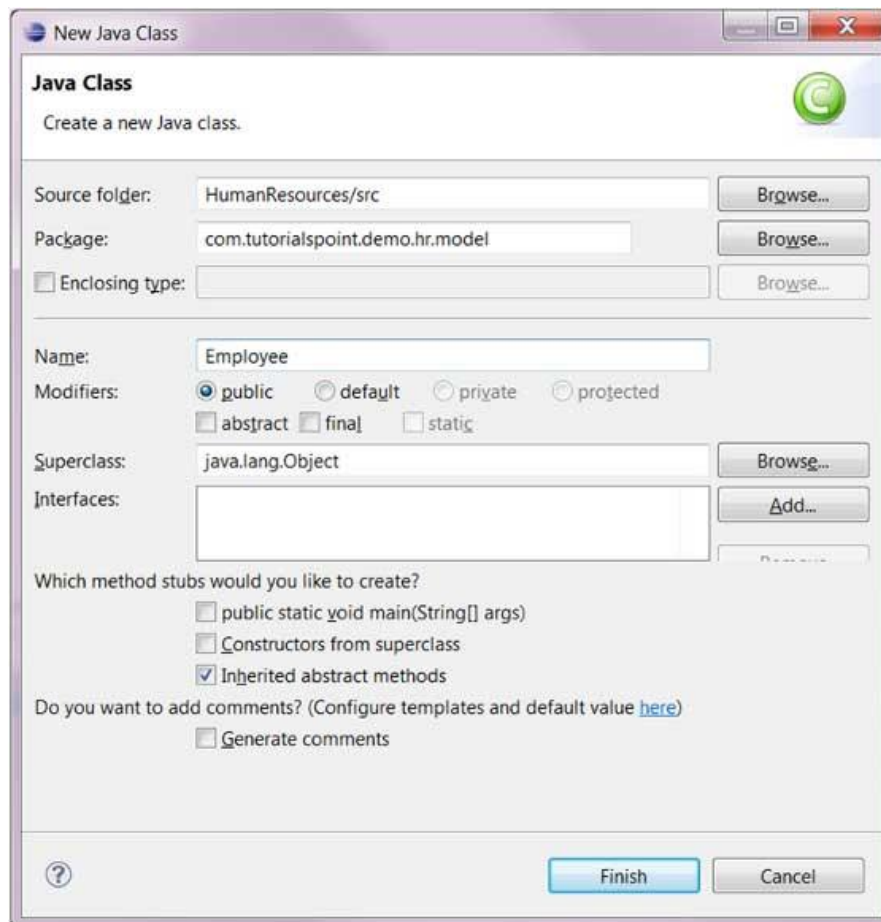 New Java Class
Java Class
Create a new Java class.
Source folder: HumanResources/src Browse...
Package: com.tutorialspoint.demo.hr.model Browse...
Enclosing type: Browse...
Name: Employee
Modifiers: public default private protected
abstract final static
Superclass: java.lang.Object Browse...
Interfaces: Add...
Which method stubs would you like to create?
public static void main(String[] args)
Constructors from superclass
Inherited abstract methods
Do you want to add comments? (Configure templates and default value here)
Generate comments
? Finish Cancel